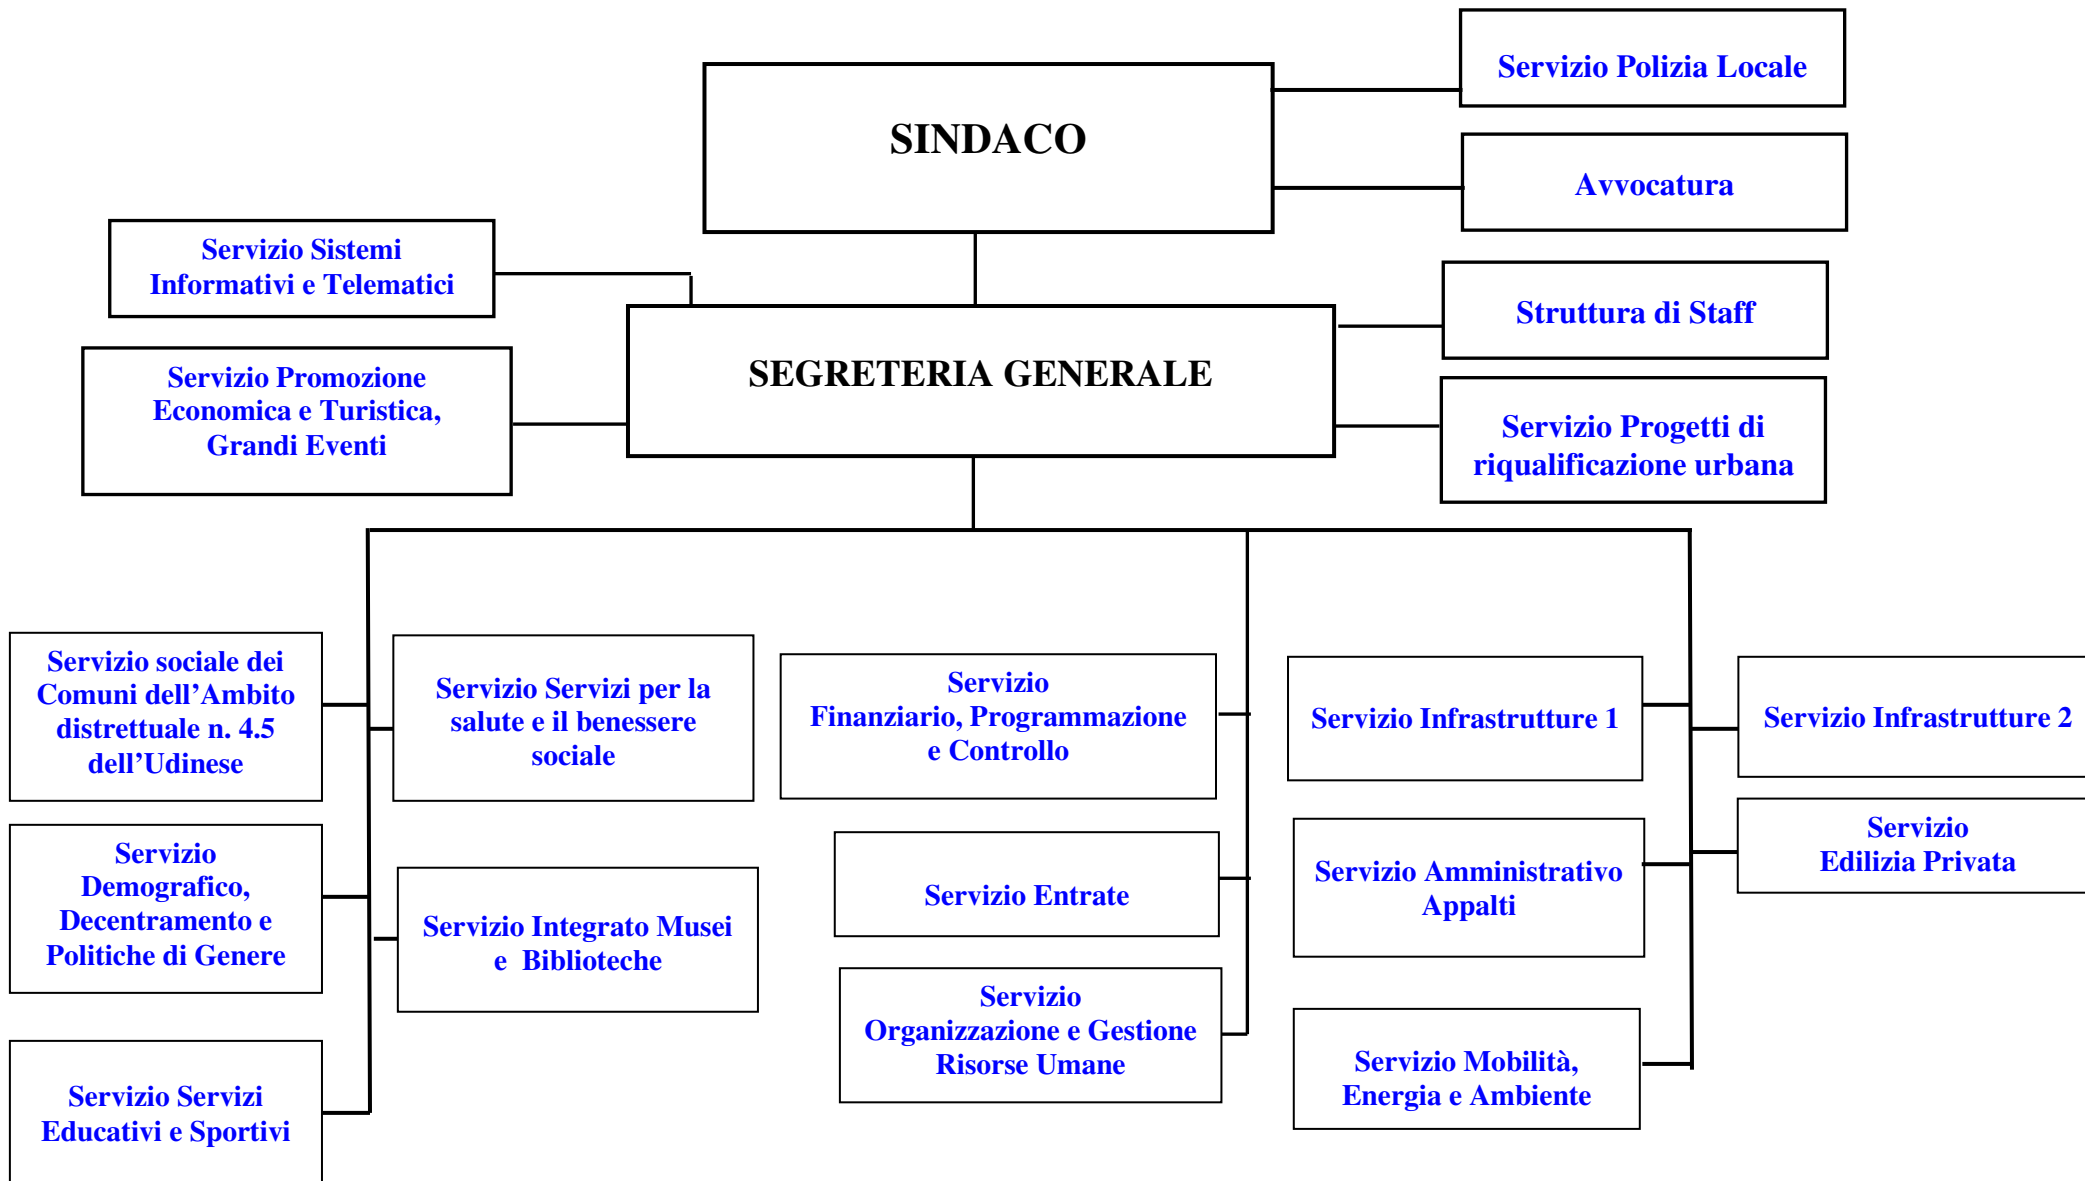 Servizio Polizia Locale
SINDACO
Avvocatura
Servizio Sistemi
Informativi e Telematici
Struttura di Staff
SEGRETERIA GENERALE
Servizio Promozione
Economica e Turistica,
Grandi Eventi
Servizio Progetti di
riqualificazione urbana
Servizio sociale dei
Comuni dell’Ambito
distrettuale n. 4.5
dell’Udinese
Servizio Servizi per la
salute e il benessere
sociale
Servizio
Finanziario, Programmazione
e Controllo
Servizio Infrastrutture 1
Servizio Infrastrutture 2
Servizio
Demografico,
Decentramento e
Politiche di Genere
Servizio Integrato Musei
e  Biblioteche
Servizio Entrate
Servizio Amministrativo
Appalti
Servizio
Edilizia Privata
Servizio Servizi
Educativi e Sportivi
Servizio
Organizzazione e Gestione
Risorse Umane
Servizio Mobilità,
Energia e Ambiente